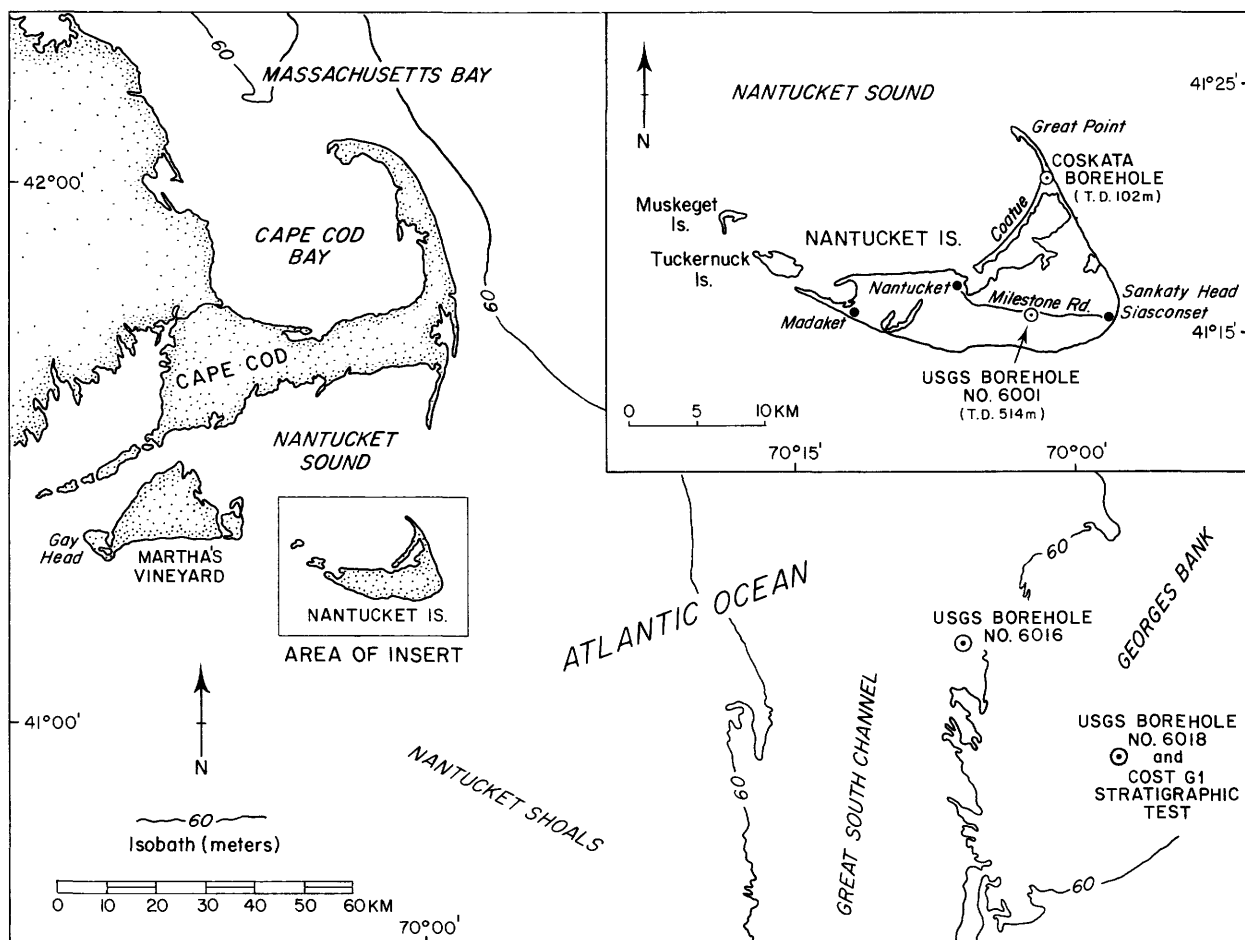 60
MASSACHUSETTS BAY
42°00'
CAPE COD
BAY
60
CAPE COD
NANTUCKET
SOUND
Gay
Head
MARTHA'S
VINEYARD
NANTUCKET IS.
AREA OF INSERT
41°00'
N
60
Isobath (meters)
0 10 20 30 40 50 60 KM
70°00'
NANTUCKET SHOALS
ATLANTIC OCEAN
60
GREAT SOUTH CHANNEL
60
USGS BOREHOLE
NO. 6016
GEORGES BANK
USGS BOREHOLE
NO. 6018
and
COST G1
STRATIGRAPHIC
TEST
60
N
NANTUCKET SOUND
41°25'
Great Point
COSKATA
BOREHOLE
(T.D. 102m)
Muskeget
Is.
Tuckernuck
Is.
NANTUCKET IS.
Coatue
Nantucket
Milestone Rd.
Sankaty Head
Siasconset
Madaket
41°15'
USGS BOREHOLE
NO. 6001
(T.D. 514m)
0 5 10 KM
70°15'
70°00'